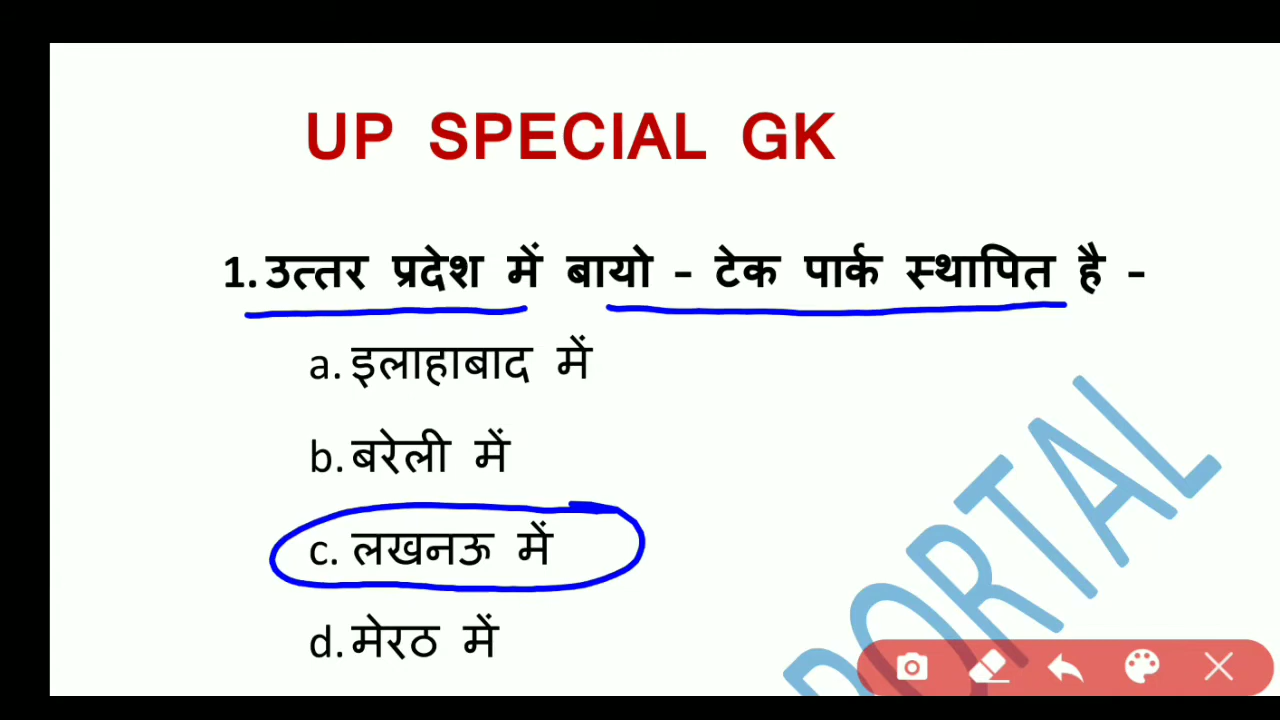 UP SPECIAL GK
1. उत्तर प्रदेश में बायो - टेक पार्क स्थापित है -
a. इलाहाबाद में
b. बरेली में
c. लखनऊ में
d. मेरठ में
PORTAL